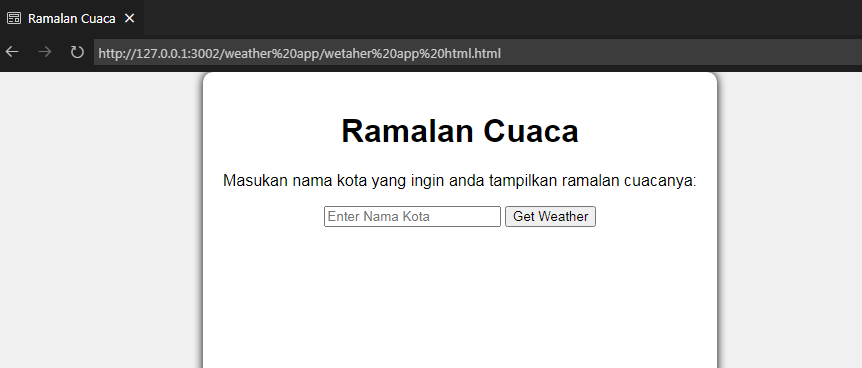 Ramalan Cuaca
http://127.0.0.1:3002/weather%20app/wetaher%20app%20html.html
Ramalan Cuaca
Masukan nama kota yang ingin anda tampilkan ramalan cuacanya:
Enter Nama Kota Get Weather